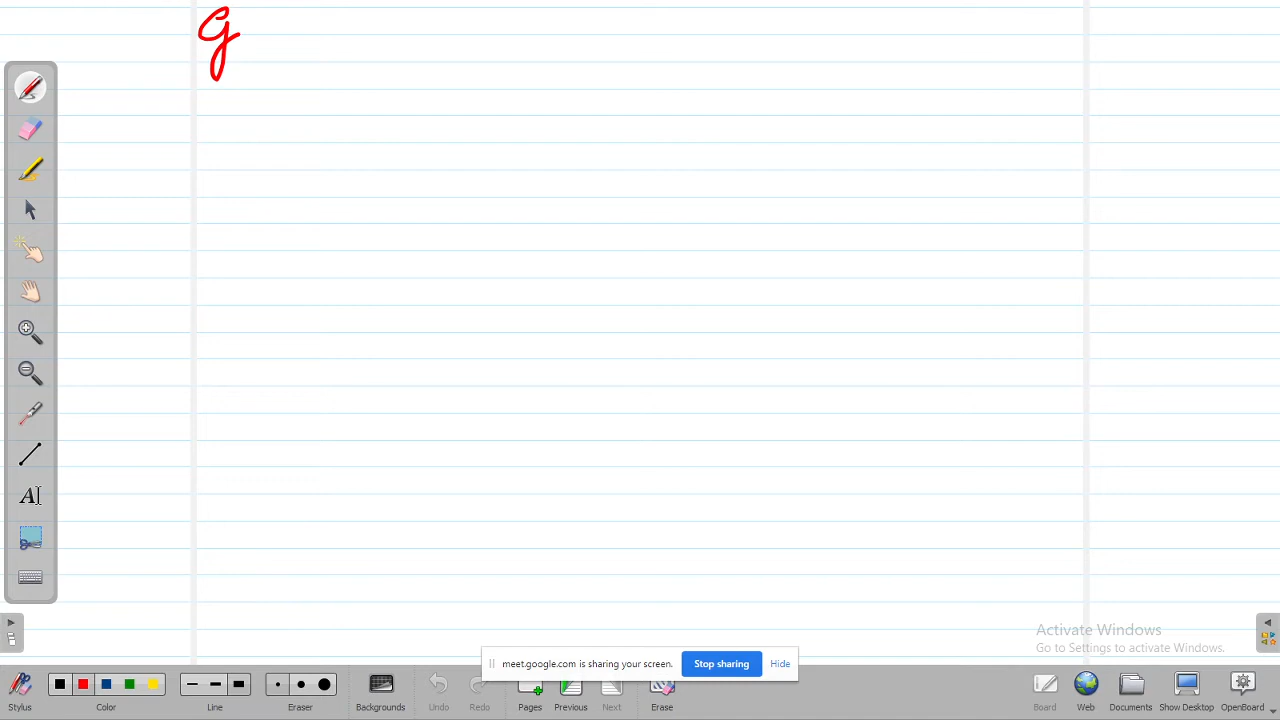 g
A
Activate Windows
Go to Settings to activate Windows.
meet.google.com is sharing your screen.
Stop sharing
Hide
Stylus
Color
Line
Eraser
Backgrounds
Undo
Redo
Pages
Previous
Next
Erase
Board
Web
Documents
Show Desktop
OpenBoard